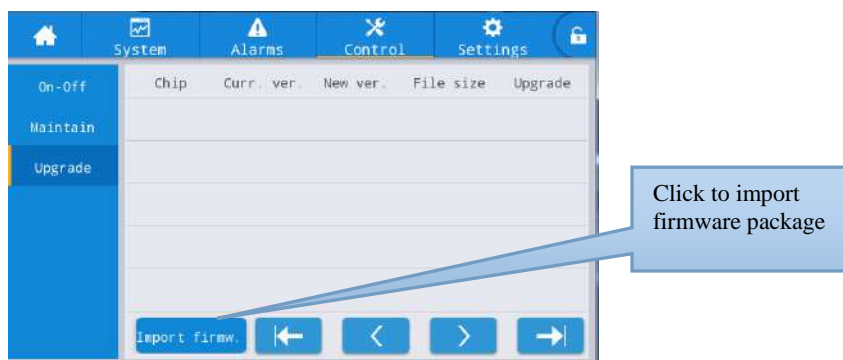 System Alarms Control Settings
On-Off
Chip Curr. ver. New ver. File size Upgrade
Maintain
Upgrade
Click to import
firmware package
Import firmw.